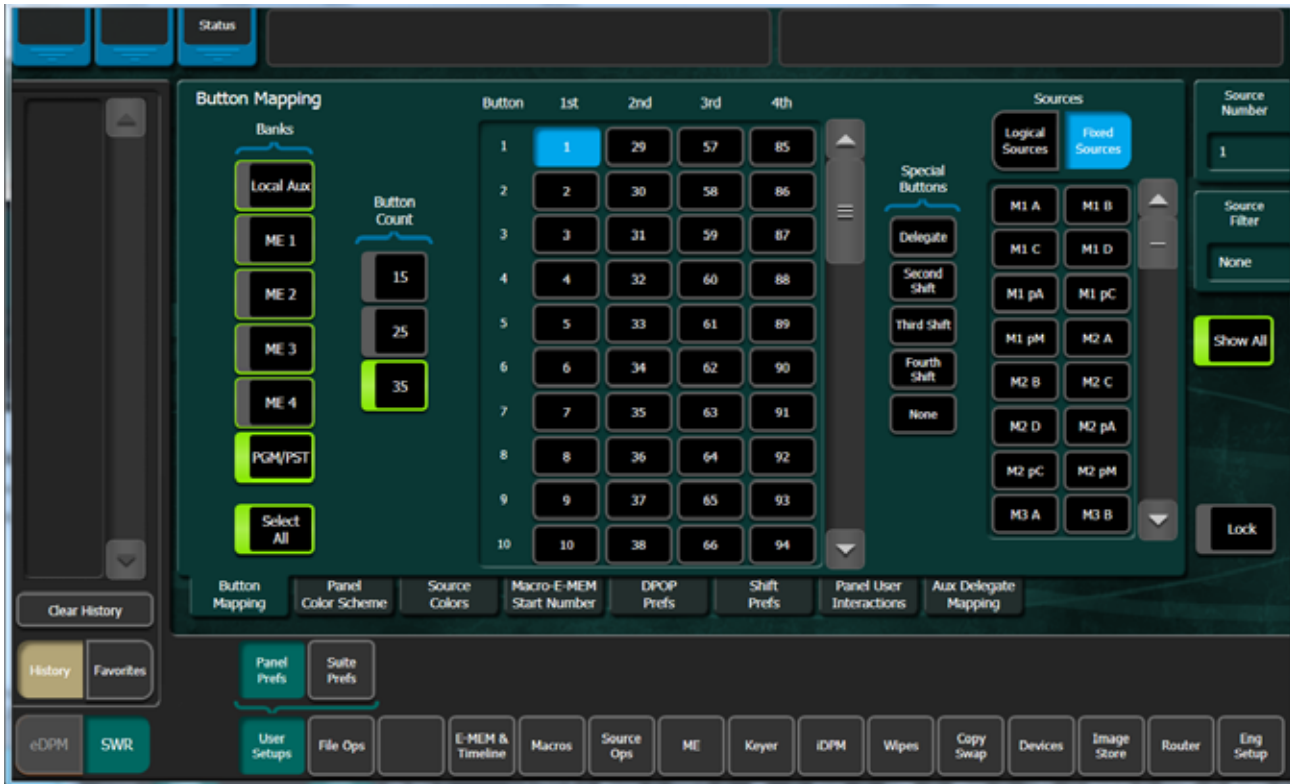 Status
Button Mapping
Banks
Local Aux
ME 1
ME 2
ME 3
ME 4
PGM/PST
Select
All
Button
Count
15
25
35
Button 1st 2nd 3rd 4th
1 1 29 57 85
2 2 30 58 86
3 3 31 59 87
4 4 32 60 88
5 5 33 61 89
6 6 34 62 90
7 7 35 63 91
8 8 36 64 92
9 9 37 65 93
10 10 38 66 94
Special
Buttons
Delegate
Second
Shift
Third Shift
Fourth
Shift
None
Sources
Logical
Sources
Fixed
Sources
M1 A M1 B
M1 C M1 D
M1 pA M1 pC
M1 pM M2 A
M2 B M2 C
M2 D M2 pA
M2 pC M2 pM
M3 A M3 B
Source
Number
1
Source
Filter
None
Show All
Lock
Button
Mapping
Panel
Color Scheme
Source
Colors
Macro-E-MEM
Start Number
DPOP
Prefs
Shift
Prefs
Panel User
Interactions
Aux Delegate
Mapping
Clear History
History
Favorites
Panel
Prefs
Suite
Prefs
eDPM
SWR
User
Setups
File Ops
E-MEM &
Timeline
Macros
Source
Ops
ME
Keyer
iDPM
Wipes
Copy
Swap
Devices
Image
Store
Router
Eng
Setup